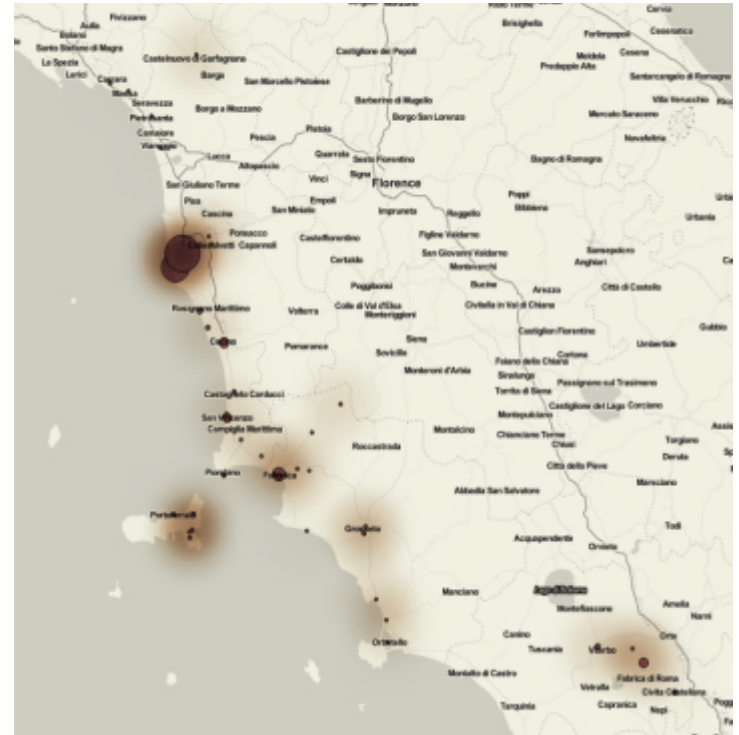 Fivizzano
Aulla
Santo Stefano di Magra
La Spezia
Lerici
Carrara
Massa
Seravezza
Pietrasanta
Camaiore
Viareggio
Castelnuovo di Garfagnana
Barga
San Marcello Pistoiese
Borgo a Mozzano
Castiglione dei Pepoli
Barberino di Mugello
Borgo San Lorenzo
Brisighella
Forlimpopoli
Cervia
Cesenatico
Meldola
Cesena
Predappio Alta
Santarcangelo di Romagna
Villa Verucchio
Mercato Saraceno
Novafeltria
Bagno di Romagna
Pescia
Pistoia
Lucca
Altopascio
Quarrata
Sesto Fiorentino
Signa
Vinci
Florence
San Giuliano Terme
Pisa
Cascina
San Miniato
Empoli
Impruneta
Reggello
Poppi
Bibbiena
Urbania
Ponsacco
Capannoli
Castelfiorentino
Figline Valdarno
San Giovanni Valdarno
Montevarchi
Certaldo
Sansepolcro
Anghiari
Poggibonsi
Bucine
Arezzo
Città di Castello
Rosignano Marittimo
Volterra
Colle di Val d'Elsa
Monteriggioni
Civitella in Val di Chiana
Castiglion Fiorentino
Gubbio
Umbertide
Cecina
Pomarance
Siena
Sovicille
Monteroni d'Arbia
Foiano della Chiana
Cortona
Sinalunga
Torrita di Siena
Passignano sul Trasimeno
Castagneto Carducci
Castiglione del Lago
Corciano
San Vincenzo
Campiglia Marittima
Montepulciano
Montalcino
Chianciano Terme
Chiusi
Torgiano
Deruta
Roccastrada
Piombino
Follonica
Città della Pieve
Marsciano
Abbadia San Salvatore
Portoferraio
Grosseto
Todi
Acquapendente
Orvieto
Manciano
Lago di Bolsena
Montefiascone
Amelia
Narni
Orbetello
Canino
Tuscania
Viterbo
Orte
Montalto di Castro
Fabrica di Roma
Vetralla
Civita Castellana
Tarquinia
Capranica
Nepi